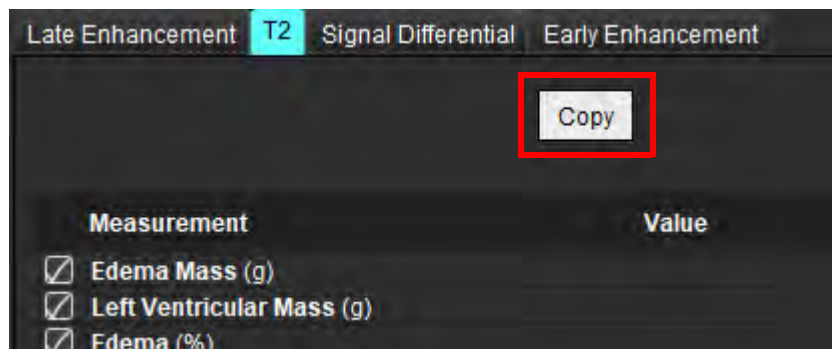 Late Enhancement T2 Signal Differential Early Enhancement
Copy
Measurement Value
Edema Mass (g)
Left Ventricular Mass (g)
Edema (%)